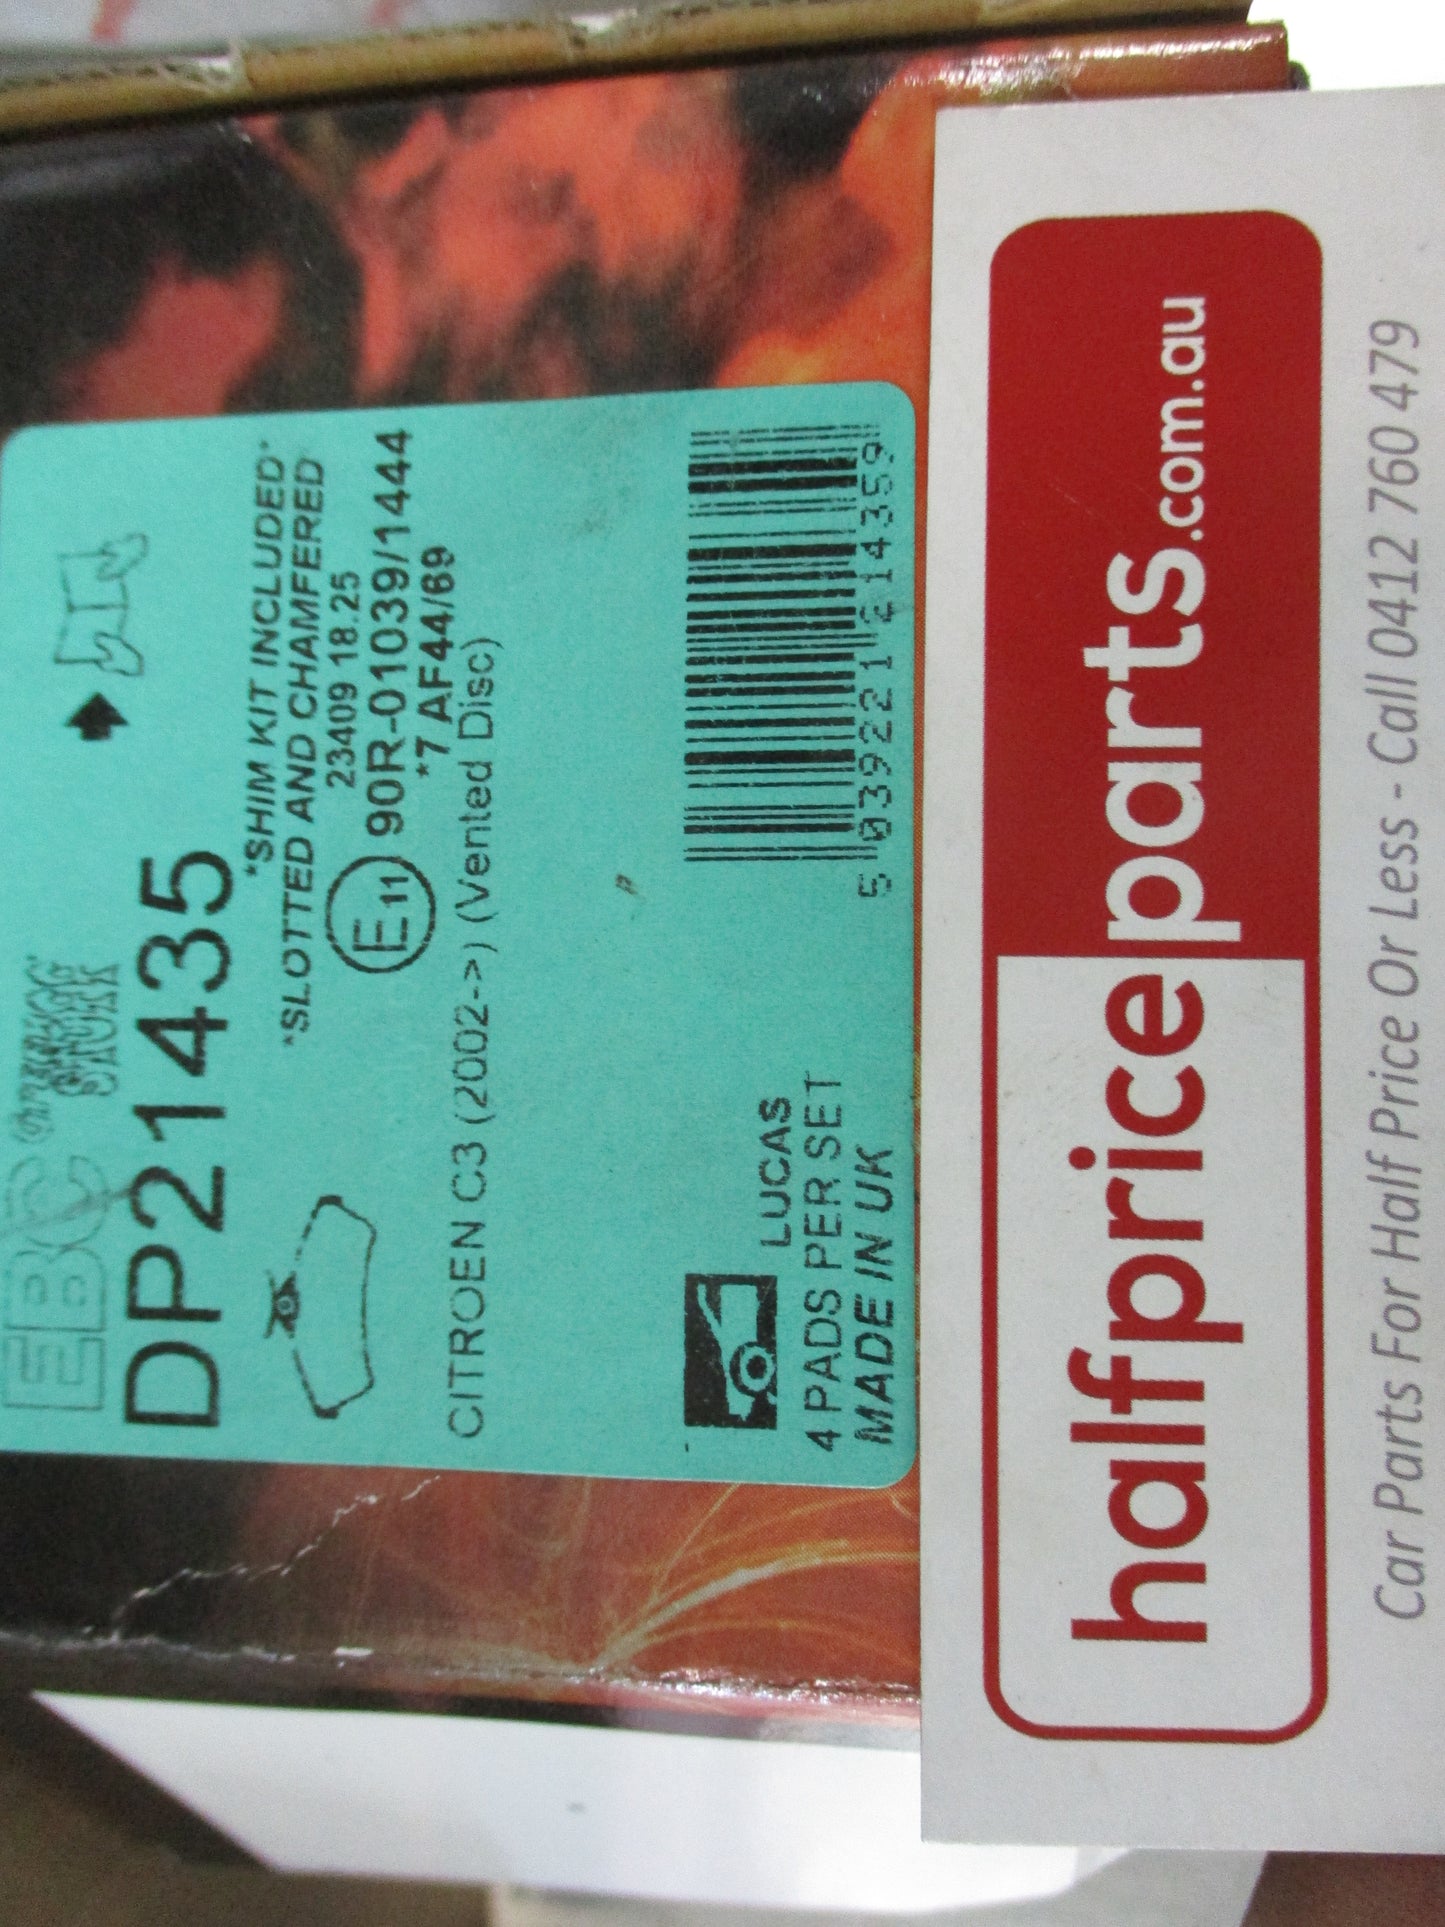 EBC
DP21435
*SHIM KIT INCLUDED*
*SLOTTED AND CHAMFERED
23409 18.25
E11 90R-01039/1444
*7 AF44/69
CITROEN C3 (2002->) (Vented Disc)
LUCAS
4 PADS PER SET
MADE IN UK
5 039221 214359
halfpriceparts.com.au
Car Parts For Half Price Or Less - Call 0412 760 479